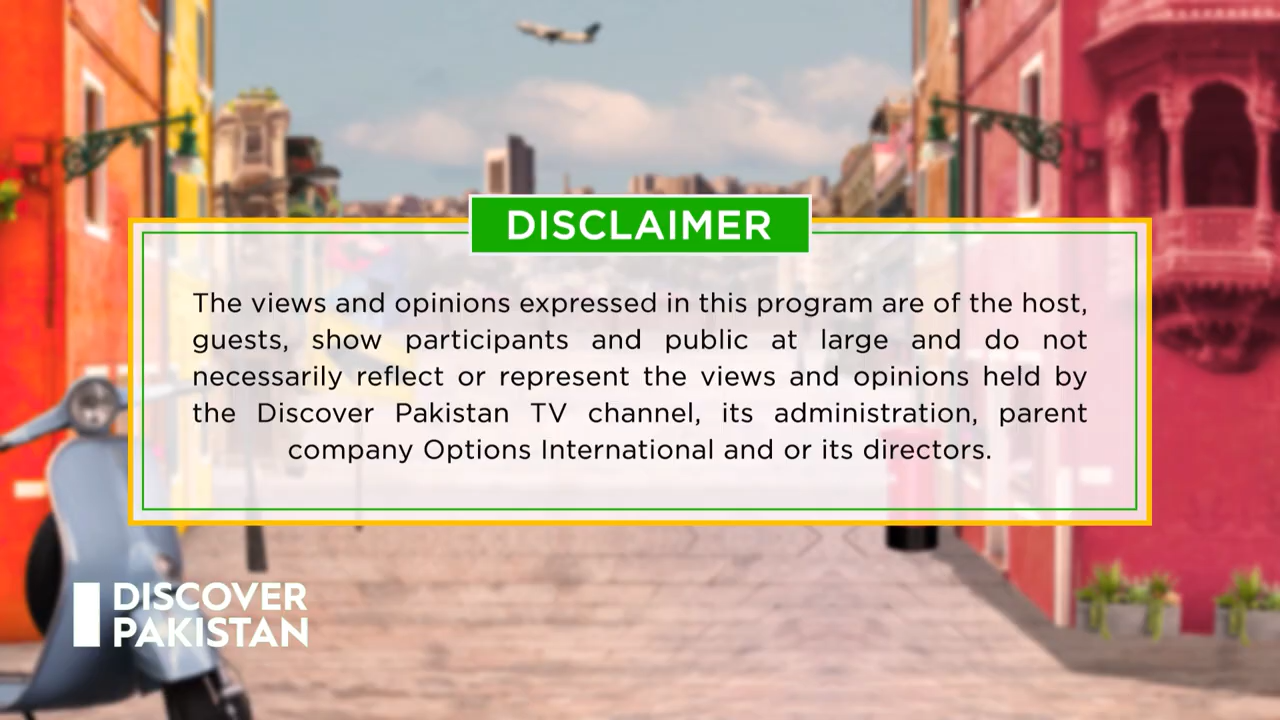 DISCLAIMER
The views and opinions expressed in this program are of the host,
guests, show participants and public at large and do not
necessarily reflect or represent the views and opinions held by
the Discover Pakistan TV channel, its administration, parent
company Options International and or its directors.
DISCOVER
PAKISTAN